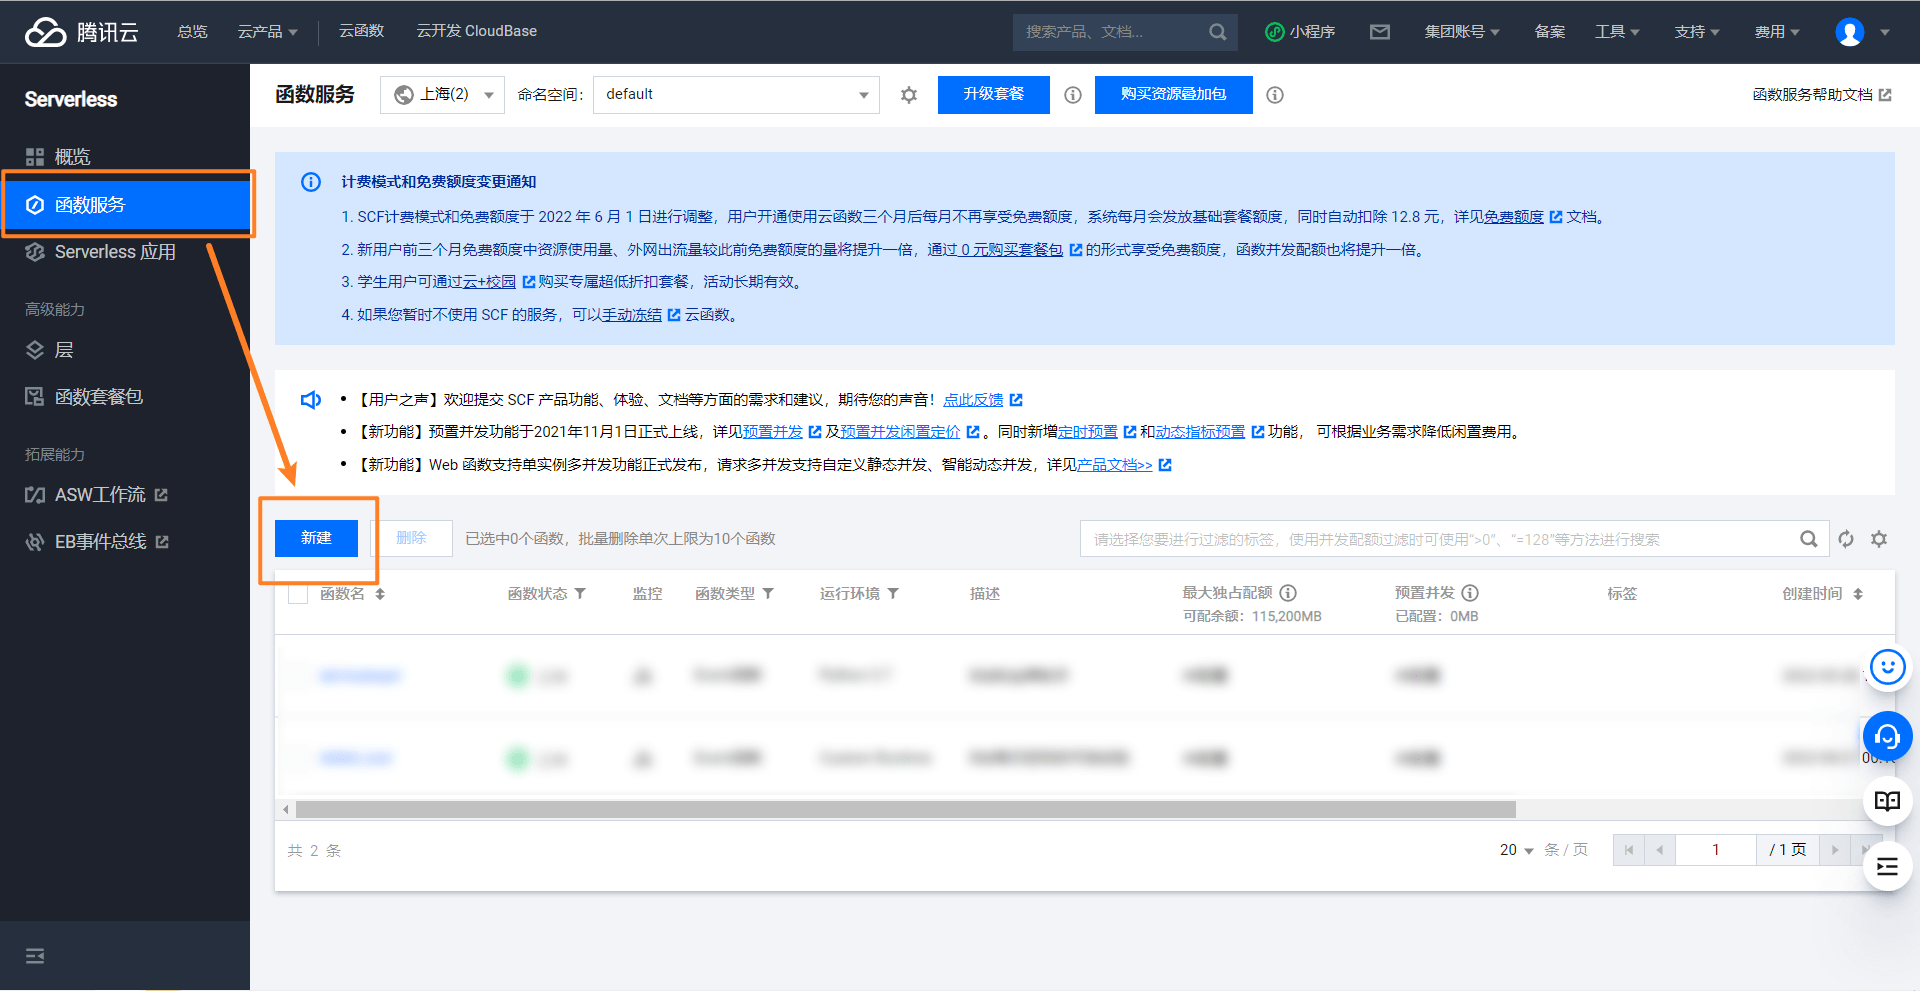 腾讯云 总览 云产品 云函数 云开发 CloudBase 搜索产品、文档... 小程序 集团账号 备案 工具 支持 费用
Serverless
概览
函数服务
Serverless 应用
高级能力
层
函数套餐包
拓展能力
ASW工作流
EB事件总线
函数服务 上海(2) 命名空间： default 升级套餐 购买资源叠加包 函数服务帮助文档
计费模式和免费额度变更通知
1. SCF计费模式和免费额度于 2022 年 6 月 1 日进行调整，用户开通使用云函数三个月后每月不再享受免费额度，系统每月会发放基础套餐额度，同时自动扣除 12.8 元，详见免费额度 文档。
2. 新用户前三个月免费额度中资源使用量、外网出流量较此前免费额度的量将提升一倍，通过 0 元购买套餐包 的形式享受免费额度，函数并发配额也将提升一倍。
3. 学生用户可通过云+校园 购买专属超低折扣套餐，活动长期有效。
4. 如果您暂时不使用 SCF 的服务，可以手动冻结 云函数。
• 【用户之声】欢迎提交 SCF 产品功能、体验、文档等方面的需求和建议，期待您的声音！点此反馈
• 【新功能】预置并发功能于2021年11月1日正式上线，详见预置并发 及预置并发闲置定价 。同时新增定时预置 和动态指标预置 功能， 可根据业务需求降低闲置费用。
• 【新功能】Web 函数支持单实例多并发功能正式发布，请求多并发支持自定义静态并发、智能动态并发，详见产品文档>>
新建 删除 已选中0个函数，批量删除单次上限为10个函数 请选择您要进行过滤的标签，使用并发配额过滤时可使用“>0”、“=128”等方法进行搜索
函数名 函数状态 监控 函数类型 运行环境 描述 最大独占配额 预置并发 标签 创建时间
可配余额：115,200MB 已配置：0MB
共 2 条 20 条 / 页 1 / 1 页